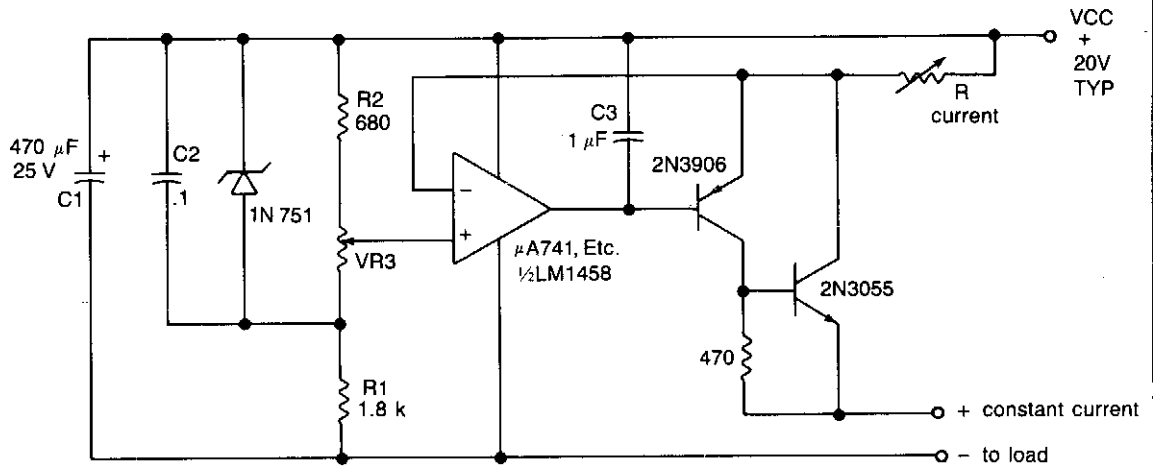 VCC
+
20V
TYP
R
current
R2
680
C3
1 µF
470 µF
25 V
+
C1
C2
.1
1N 751
2N3906
−
+
VR3
µA741, Etc.
½LM1458
2N3055
470
R1
1.8 k
+ constant current
− to load